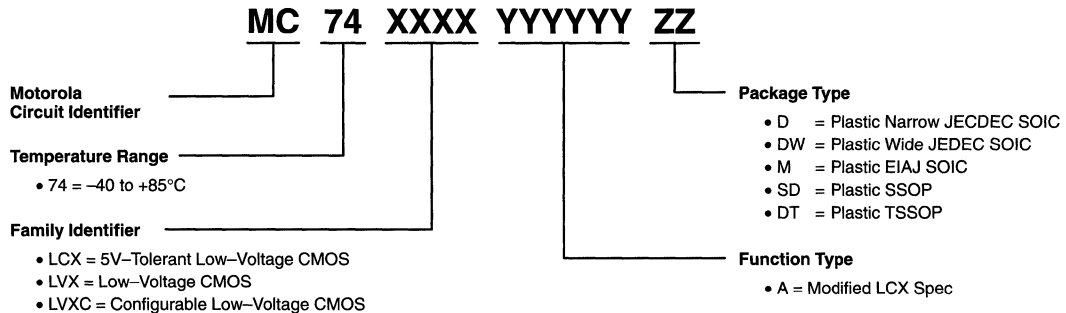 MC 74 XXXX YYYYYY ZZ
Motorola
Circuit Identifier
Temperature Range
• 74 = –40 to +85°C
Family Identifier
• LCX = 5V–Tolerant Low–Voltage CMOS
• LVX = Low–Voltage CMOS
• LVXC = Configurable Low–Voltage CMOS
Package Type
• D = Plastic Narrow JECDEC SOIC
• DW = Plastic Wide JEDEC SOIC
• M = Plastic EIAJ SOIC
• SD = Plastic SSOP
• DT = Plastic TSSOP
Function Type
• A = Modified LCX Spec